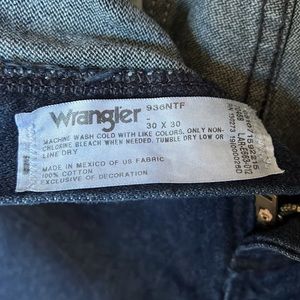 Wrangler 936NTF
30 X 30
MACHINE WASH COLD WITH LIKE COLORS, ONLY NON-
CHLORINE BLEACH WHEN NEEDED. TUMBLE DRY LOW OR
LINE DRY
MADE IN MEXICO OF US FABRIC
100% COTTON
EXCLUSIVE OF DECORATION